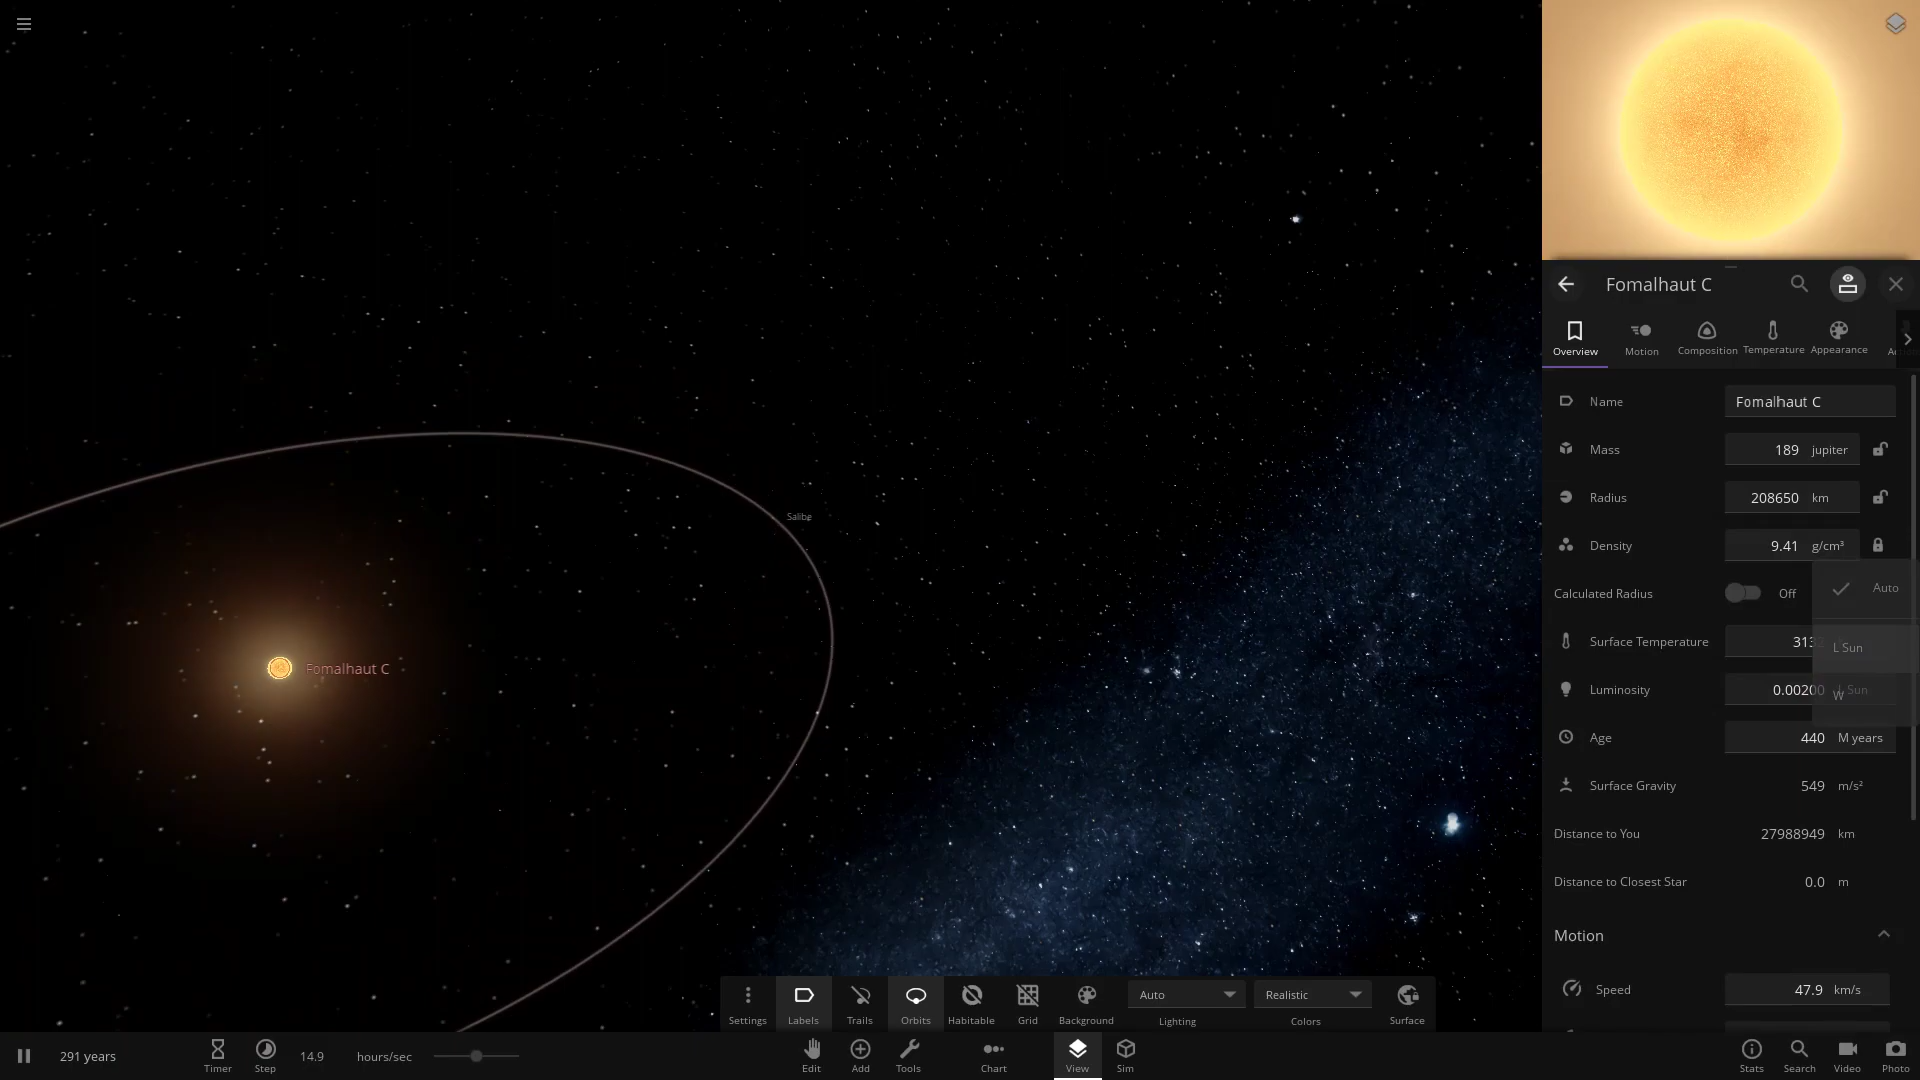 Fomalhaut C
Overview
Motion
Composition
Temperature
Appearance
Name
Fomalhaut C
Mass
189 jupiter
Radius
208650 km
Density
9.41 g/cm³
Calculated Radius
Off
Auto
Surface Temperature
L Sun
Luminosity
0.00200 L Sun
W
Age
440 M years
Surface Gravity
549 m/s²
Distance to You
27988949 km
Distance to Closest Star
0.0 m
Motion
Speed
47.9 km/s
Fomalhaut C
Settings
Labels
Trails
Orbits
Habitable
Grid
Background
Auto
Lighting
Realistic
Colors
Surface
291 years
Timer
Step
14.9 hours/sec
Edit
Add
Tools
Chart
View
Sim
Stats
Search
Video
Photo